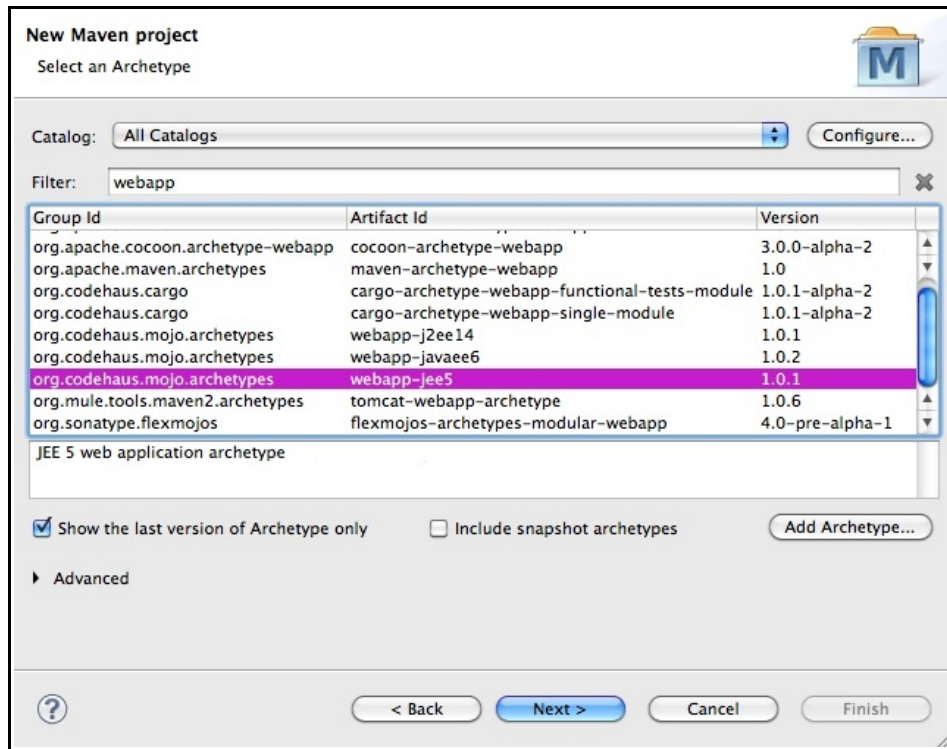 New Maven project
Select an Archetype
M
Catalog: All Catalogs Configure...
Filter: webapp
Group Id Artifact Id Version
org.apache.cocoon.archetype-webapp cocoon-archetype-webapp 3.0.0-alpha-2
org.apache.maven.archetypes maven-archetype-webapp 1.0
org.codehaus.cargo cargo-archetype-webapp-functional-tests-module 1.0.1-alpha-2
org.codehaus.cargo cargo-archetype-webapp-single-module 1.0.1-alpha-2
org.codehaus.mojo.archetypes webapp-j2ee14 1.0.1
org.codehaus.mojo.archetypes webapp-javaee6 1.0.2
org.codehaus.mojo.archetypes webapp-jee5 1.0.1
org.mule.tools.maven2.archetypes tomcat-webapp-archetype 1.0.6
org.sonatype.flexmojos flexmojos-archetypes-modular-webapp 4.0-pre-alpha-1
JEE 5 web application archetype
Show the last version of Archetype only Include snapshot archetypes Add Archetype...
Advanced
? < Back Next > Cancel Finish